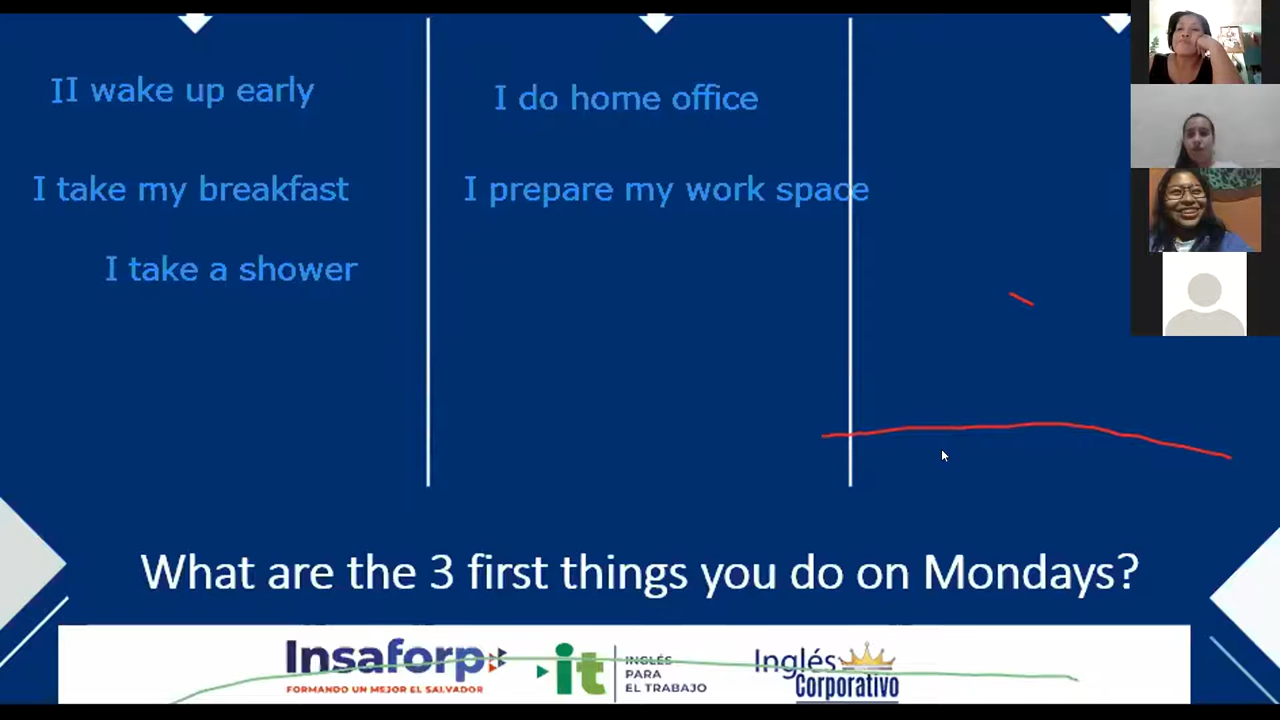 II wake up early
I do home office
I take my breakfast
I prepare my work space
I take a shower
What are the 3 first things you do on Mondays?
Insaforp
FORMANDO UN MEJOR EL SALVADOR
it
INGLÉS
PARA
EL TRABAJO
Inglés
Corporativo